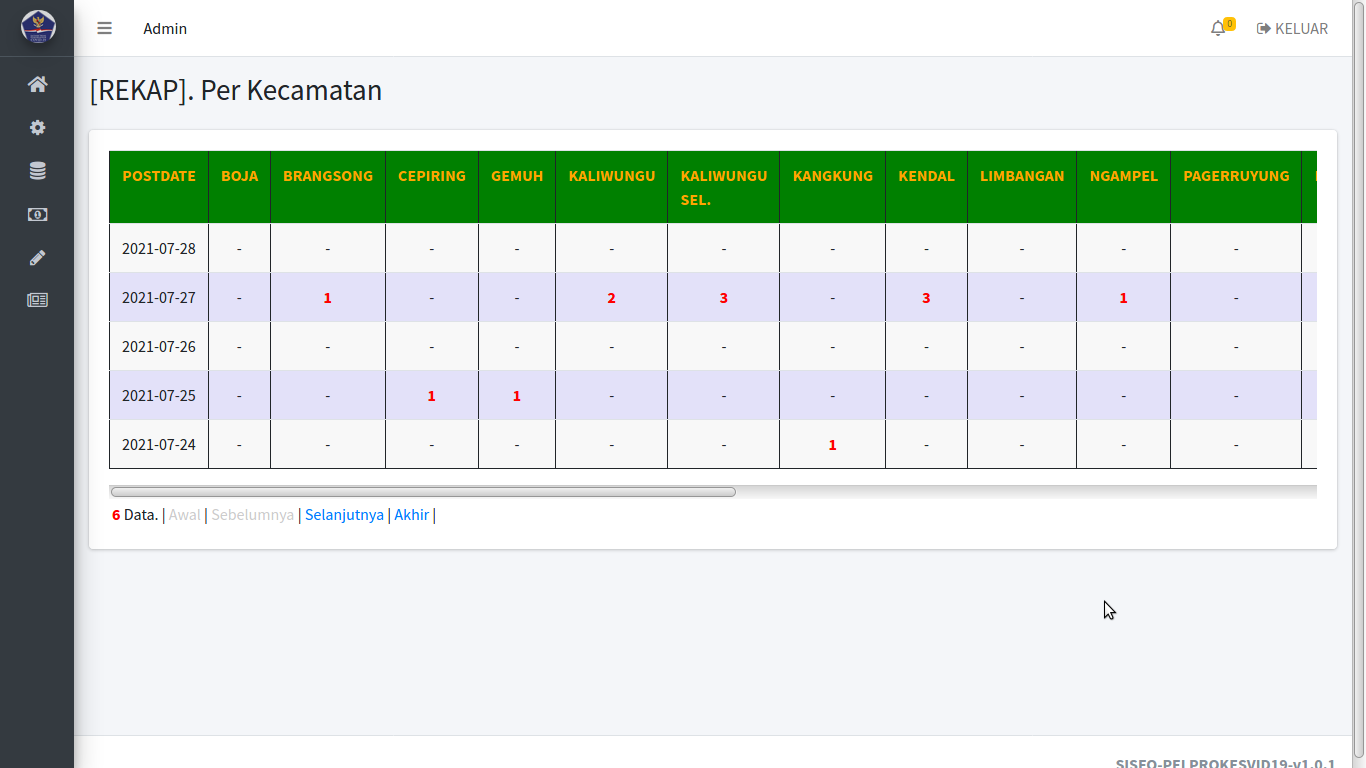 Admin
0
KELUAR
[REKAP]. Per Kecamatan
POSTDATE BOJA BRANGSONG CEPIRING GEMUH KALIWUNGU KALIWUNGU SEL. KANGKUNG KENDAL LIMBANGAN NGAMPEL PAGERRUYUNG
2021-07-28 - - - - - - - - - - -
2021-07-27 - 1 - - 2 3 - 3 - 1 -
2021-07-26 - - - - - - - - - - -
2021-07-25 - - 1 1 - - - - - - -
2021-07-24 - - - - - - 1 - - - -
6 Data. | Awal | Sebelumnya | Selanjutnya | Akhir |
SISFO-PELPROKESVID19-v1.0.1